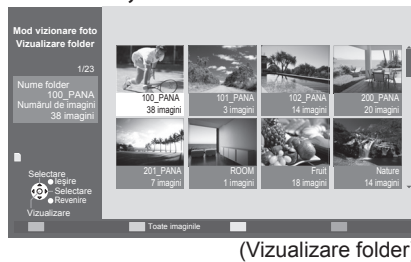 Mod vizionare foto
Vizualizare folder
1/23
Nume folder
100_PANA
Numărul de imagini
38 imagini
Selectare
Ieşire
Selectare
Revenire
Vizualizare
100_PANA
38 imagini
101_PANA
3 imagini
102_PANA
14 imagini
200_PANA
20 imagini
201_PANA
7 imagini
ROOM
1 imagini
Fruit
18 imagini
Nature
14 imagini
Toate imaginile
(Vizualizare folder